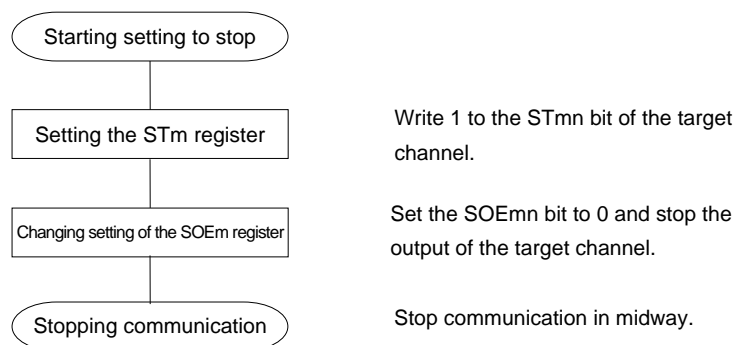 Starting setting to stop
Setting the STm register
Write 1 to the STmn bit of the target
channel.
Changing setting of the SOEm register
Set the SOEmn bit to 0 and stop the
output of the target channel.
Stopping communication
Stop communication in midway.